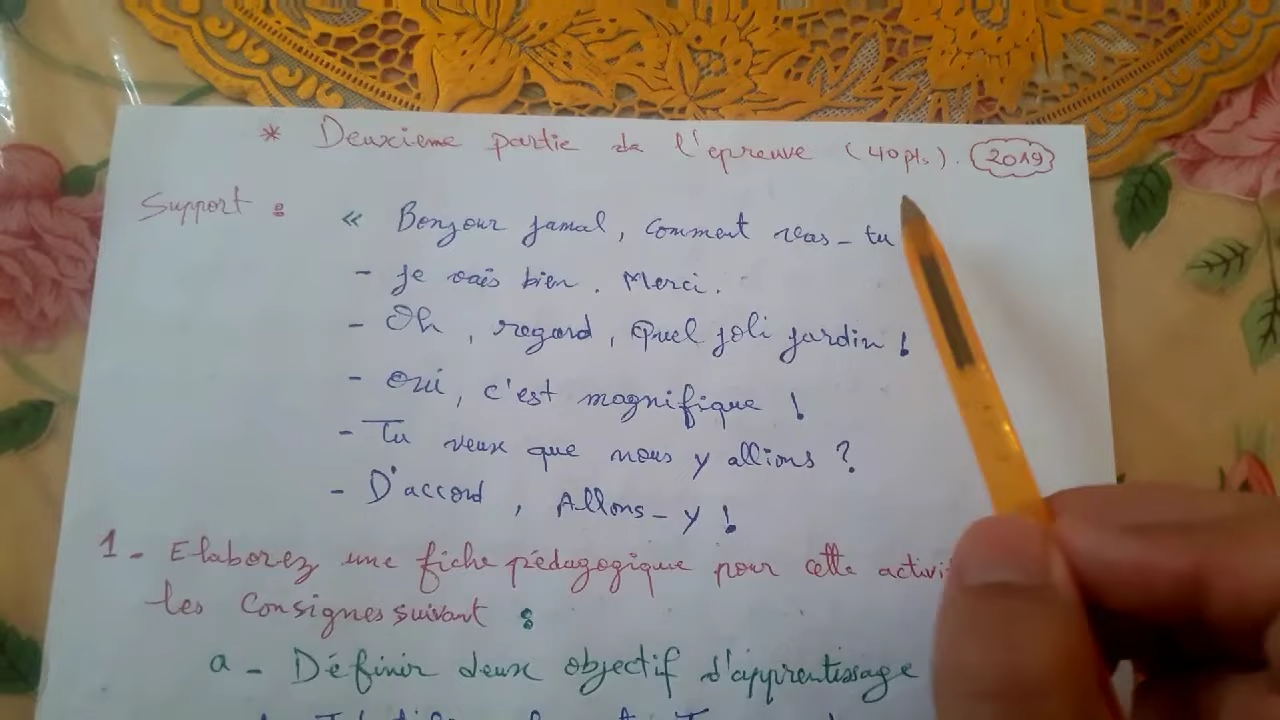 * Deuxième partie de l'épreuve (40pts). 2019
Support :
« Bonjour jamal, comment vas-tu
- je vais bien. Merci.
- Oh, regard, Quel joli jardin !
- oui, c'est magnifique !
- Tu veux que nous y allions ?
- D'accord, Allons-y !
1- Elaborez une fiche pédagogique pour cette activi
les consignes suivant :
a- Définir deux objectif d'apprentissage